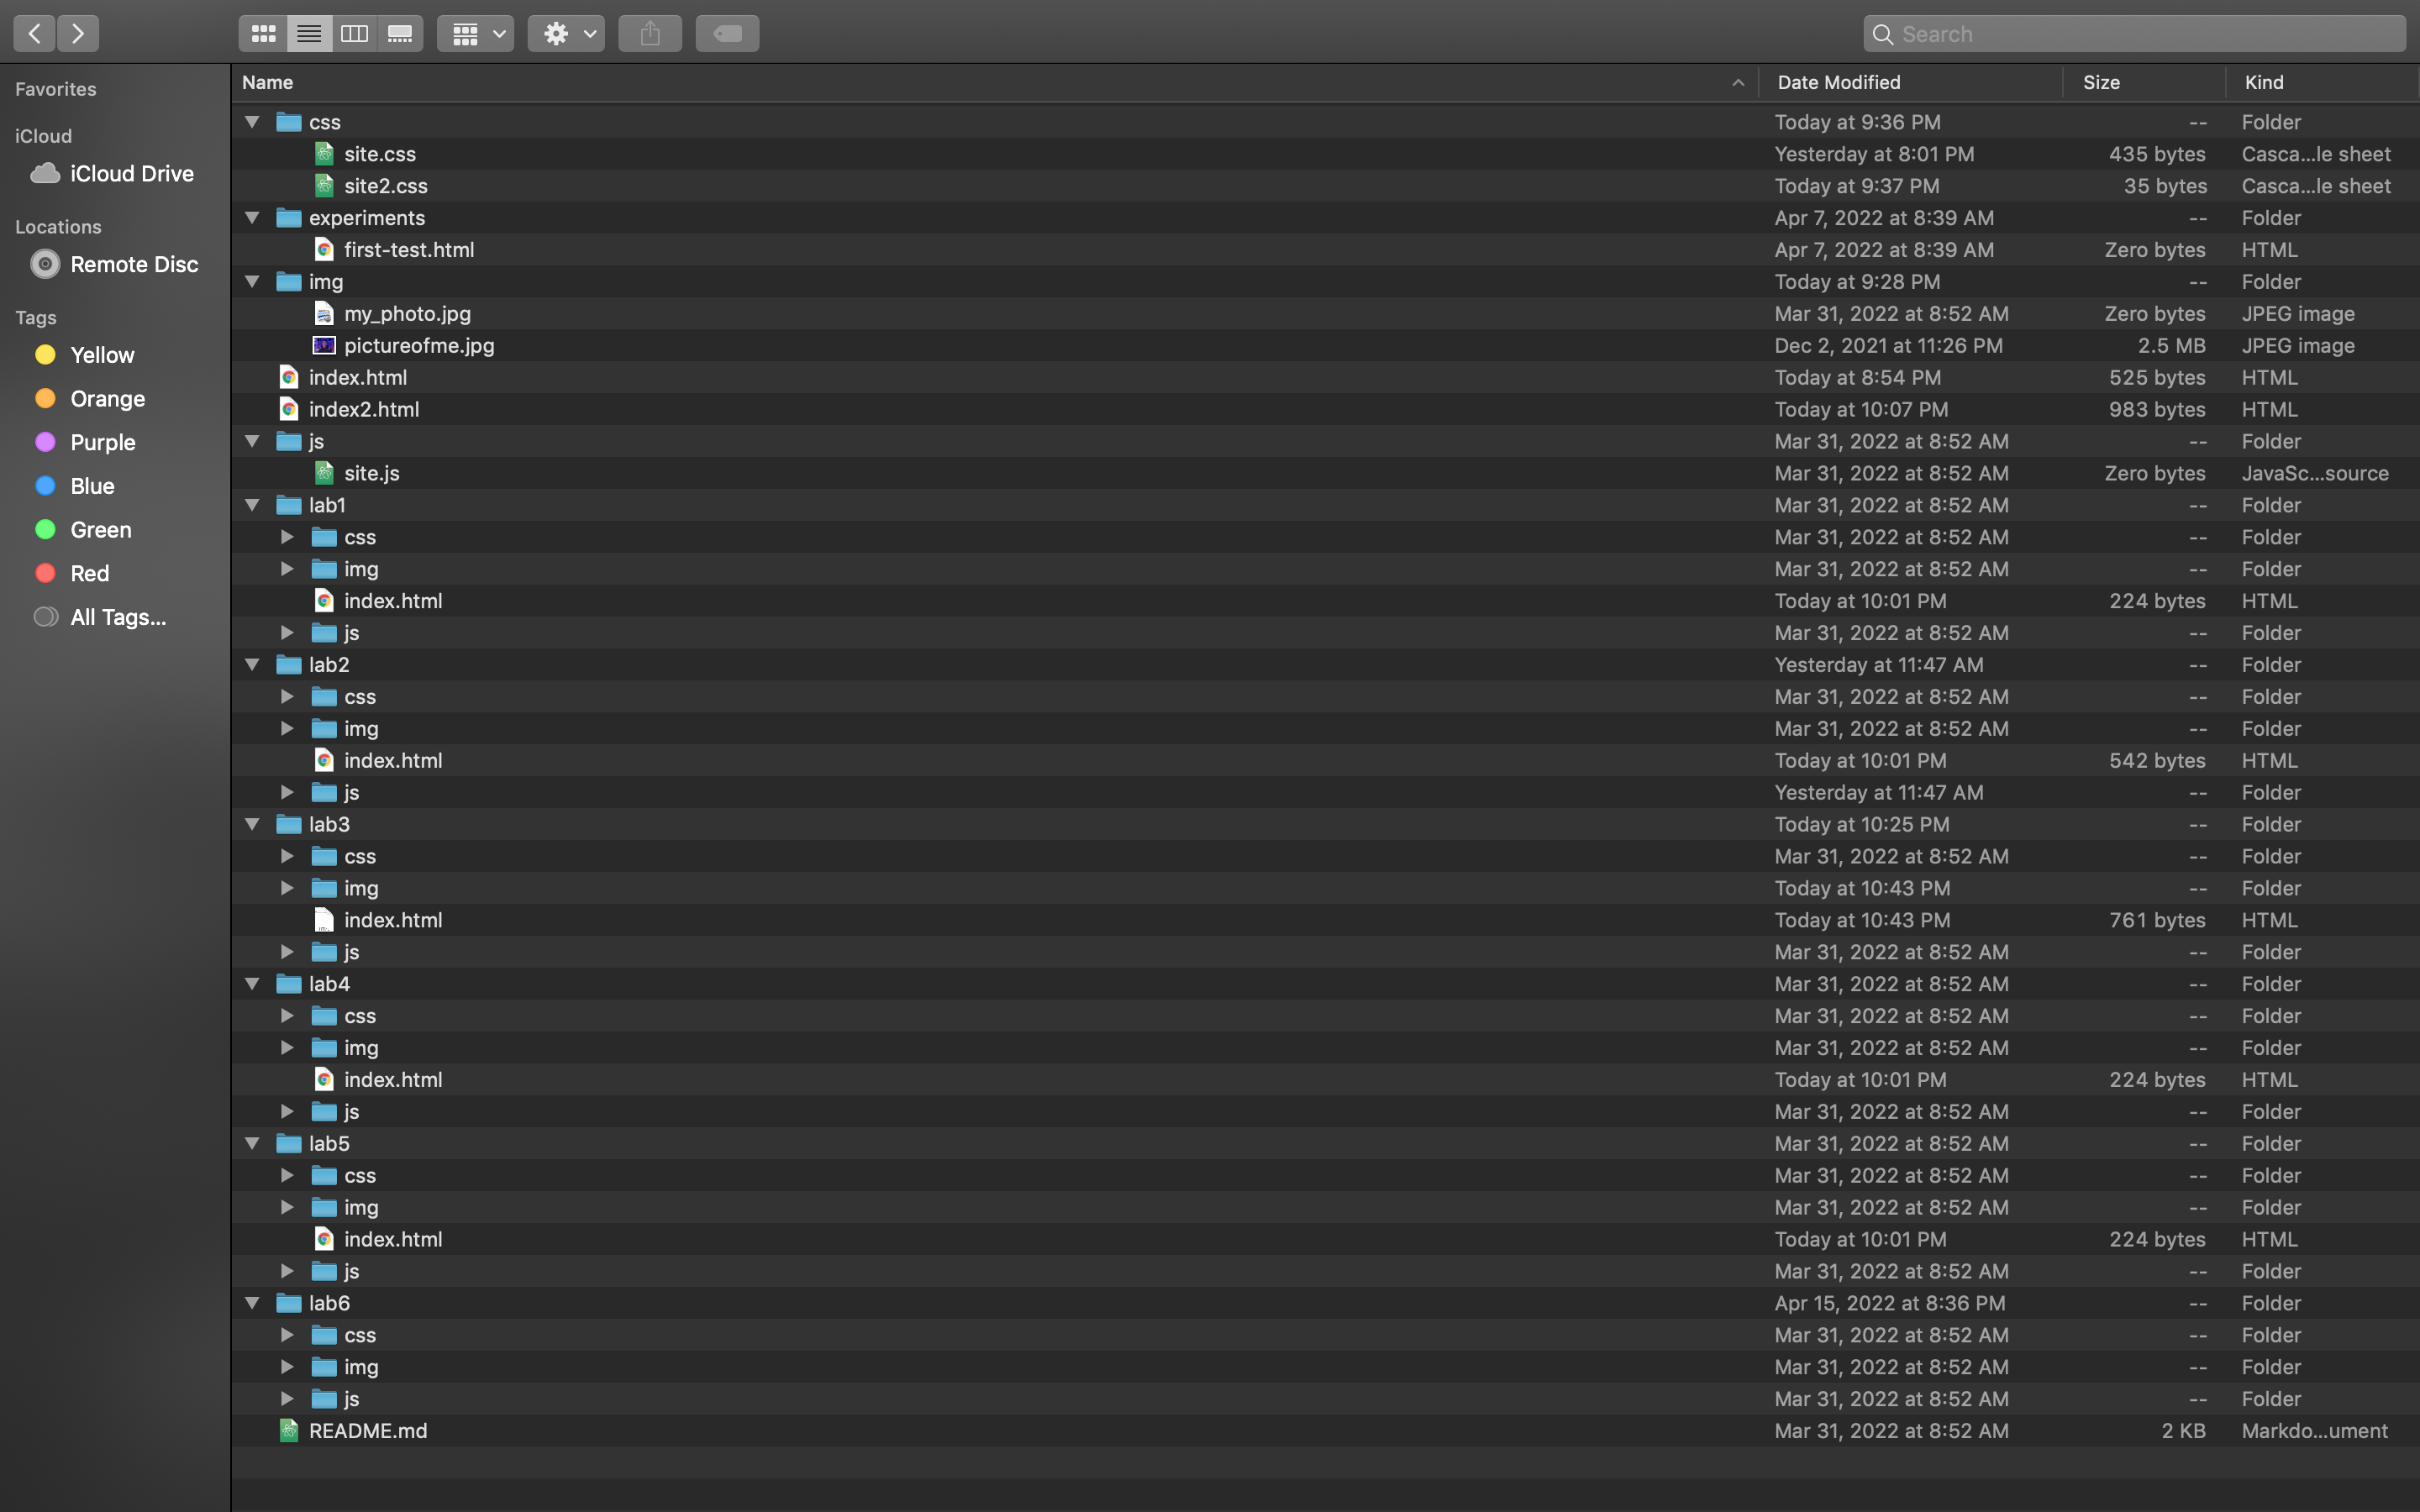 Search
Favorites
iCloud
iCloud Drive
Locations
Remote Disc
Tags
Yellow
Orange
Purple
Blue
Green
Red
All Tags...
Name Date Modified Size Kind
css Today at 9:36 PM -- Folder
site.css Yesterday at 8:01 PM 435 bytes Casca...le sheet
site2.css Today at 9:37 PM 35 bytes Casca...le sheet
experiments Apr 7, 2022 at 8:39 AM -- Folder
first-test.html Apr 7, 2022 at 8:39 AM Zero bytes HTML
img Today at 9:28 PM -- Folder
my_photo.jpg Mar 31, 2022 at 8:52 AM Zero bytes JPEG image
pictureofme.jpg Dec 2, 2021 at 11:26 PM 2.5 MB JPEG image
index.html Today at 8:54 PM 525 bytes HTML
index2.html Today at 10:07 PM 983 bytes HTML
js Mar 31, 2022 at 8:52 AM -- Folder
site.js Mar 31, 2022 at 8:52 AM Zero bytes JavaSc...source
lab1 Mar 31, 2022 at 8:52 AM -- Folder
css Mar 31, 2022 at 8:52 AM -- Folder
img Mar 31, 2022 at 8:52 AM -- Folder
index.html Today at 10:01 PM 224 bytes HTML
js Mar 31, 2022 at 8:52 AM -- Folder
lab2 Yesterday at 11:47 AM -- Folder
css Mar 31, 2022 at 8:52 AM -- Folder
img Mar 31, 2022 at 8:52 AM -- Folder
index.html Today at 10:01 PM 542 bytes HTML
js Yesterday at 11:47 AM -- Folder
lab3 Today at 10:25 PM -- Folder
css Mar 31, 2022 at 8:52 AM -- Folder
img Today at 10:43 PM -- Folder
index.html Today at 10:43 PM 761 bytes HTML
js Mar 31, 2022 at 8:52 AM -- Folder
lab4 Mar 31, 2022 at 8:52 AM -- Folder
css Mar 31, 2022 at 8:52 AM -- Folder
img Mar 31, 2022 at 8:52 AM -- Folder
index.html Today at 10:01 PM 224 bytes HTML
js Mar 31, 2022 at 8:52 AM -- Folder
lab5 Mar 31, 2022 at 8:52 AM -- Folder
css Mar 31, 2022 at 8:52 AM -- Folder
img Mar 31, 2022 at 8:52 AM -- Folder
index.html Today at 10:01 PM 224 bytes HTML
js Mar 31, 2022 at 8:52 AM -- Folder
lab6 Apr 15, 2022 at 8:36 PM -- Folder
css Mar 31, 2022 at 8:52 AM -- Folder
img Mar 31, 2022 at 8:52 AM -- Folder
js Mar 31, 2022 at 8:52 AM -- Folder
README.md Mar 31, 2022 at 8:52 AM 2 KB Markdo...ument